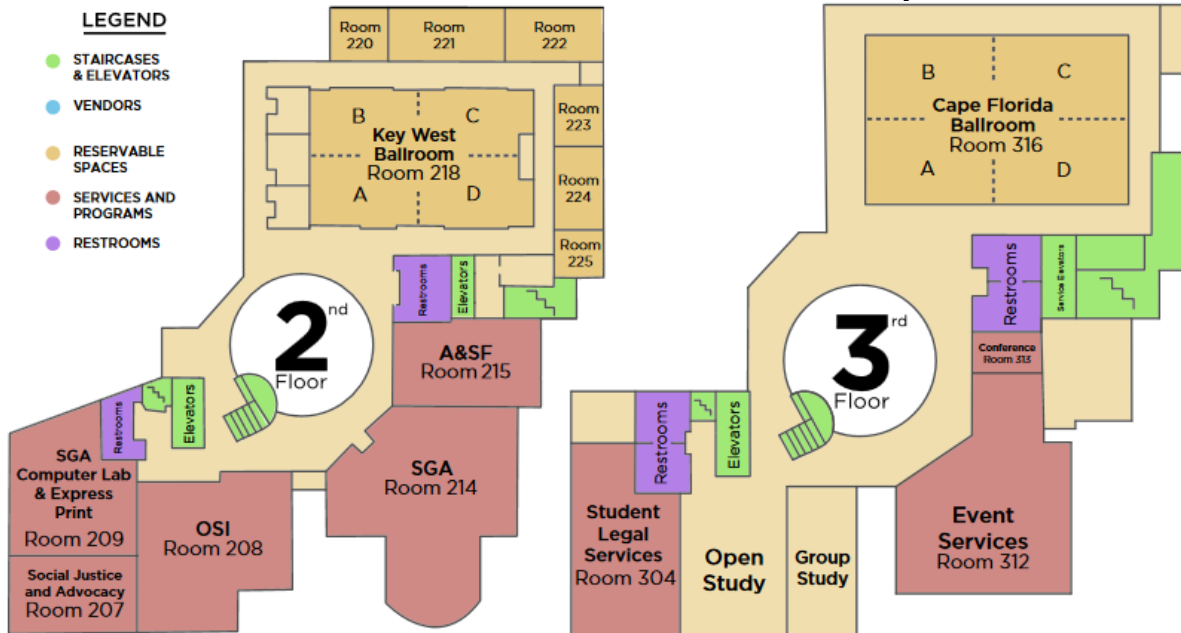 LEGEND
STAIRCASES
& ELEVATORS
VENDORS
RESERVABLE
SPACES
SERVICES AND
PROGRAMS
RESTROOMS
Room
220
Room
221
Room
222
B
C
Key West
Ballroom
Room 218
A
D
Room
223
Room
224
Room
225
Restrooms
Elevators
2nd
Floor
A&SF
Room 215
Restrooms
Elevators
SGA
Computer Lab
& Express
Print
Room 209
OSI
Room 208
SGA
Room 214
Social Justice
and Advocacy
Room 207
B
C
Cape Florida
Ballroom
Room 316
A
D
Restrooms
Service Elevators
3rd
Floor
Conference
Room 313
Restrooms
Elevators
Student
Legal
Services
Room 304
Open
Study
Group
Study
Event
Services
Room 312